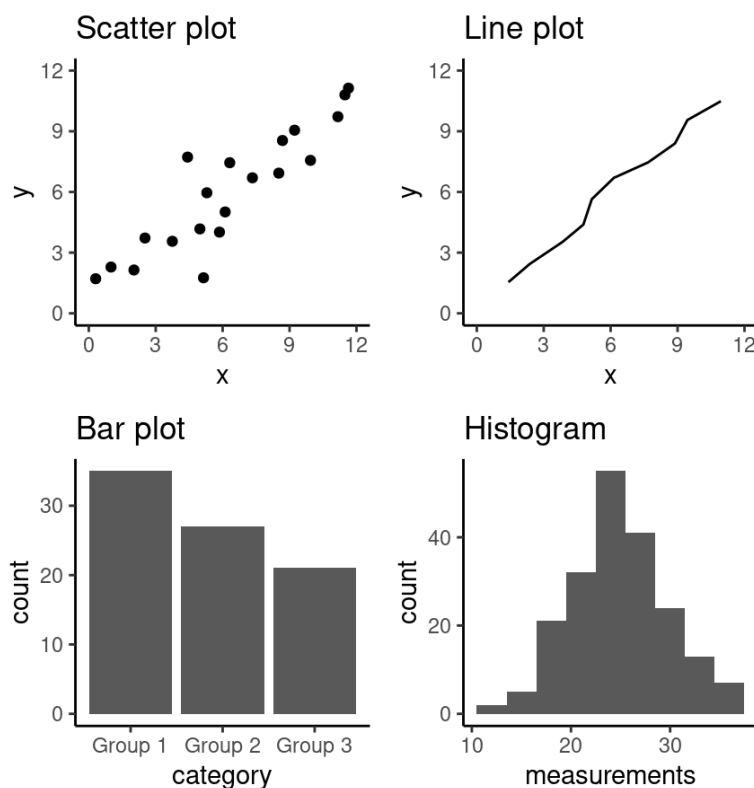 Scatter plot
12
9
6
3
0
y
0 3 6 9 12
x
Line plot
12
9
6
3
0
y
0 3 6 9 12
x
Bar plot
30
20
10
0
count
Group 1 Group 2 Group 3
category
Histogram
40
20
0
count
10 20 30
measurements